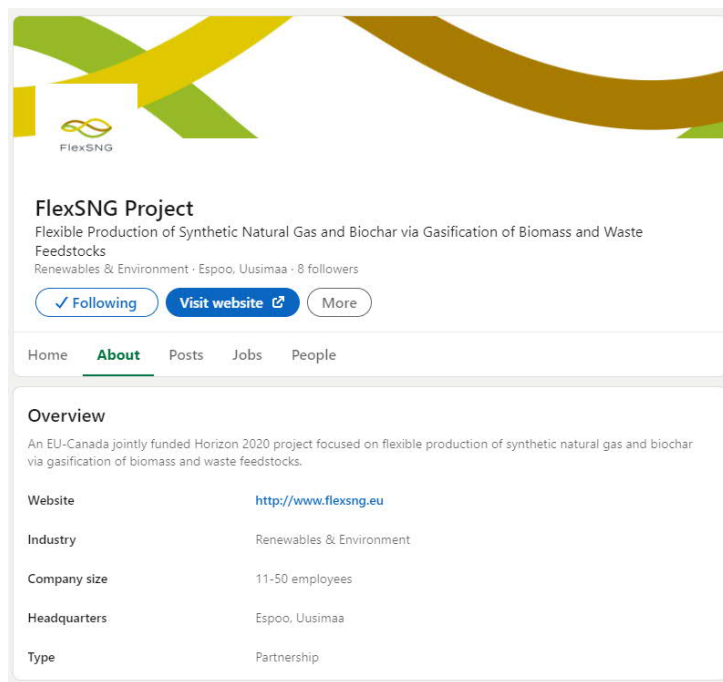 FlexSNG
FlexSNG Project
Flexible Production of Synthetic Natural Gas and Biochar via Gasification of Biomass and Waste
Feedstocks
Renewables & Environment · Espoo, Uusimaa · 8 followers
Following
Visit website
More
Home About Posts Jobs People
Overview
An EU-Canada jointly funded Horizon 2020 project focused on flexible production of synthetic natural gas and biochar
via gasification of biomass and waste feedstocks.
Website http://www.flexsng.eu
Industry Renewables & Environment
Company size 11-50 employees
Headquarters Espoo, Uusimaa
Type Partnership